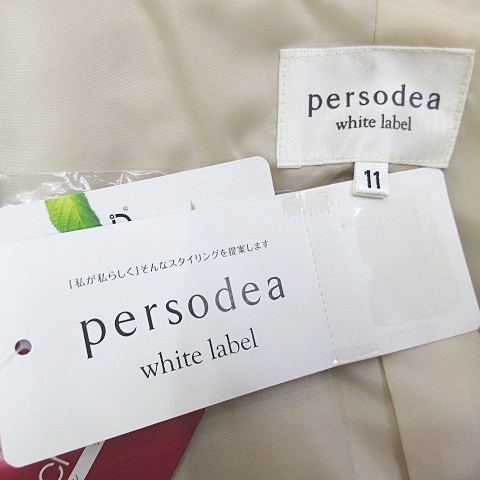 persodea
white label
11
「私が私らしく」そんなスタイリングを提案します
persodea
white label